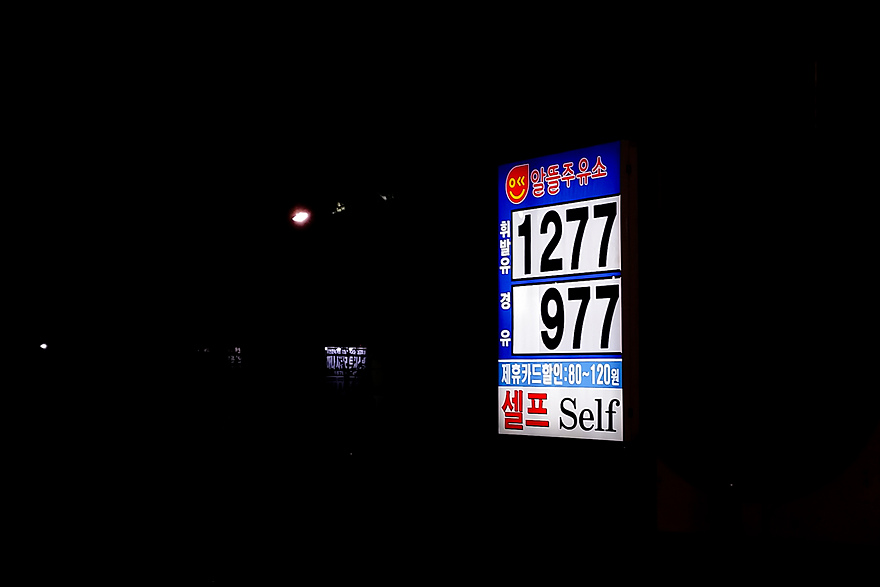 알뜰주유소
휘발유 1277
경유 977
제휴카드할인:80~120원
셀프 Self